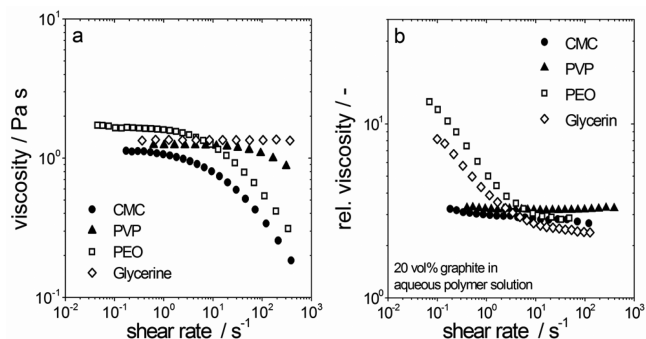 a
viscosity / Pa s
10^1
10^0
10^-1
CMC
PVP
PEO
Glycerine
10^-2 10^-1 10^0 10^1 10^2 10^3
shear rate / s^-1
b
rel. viscosity / -
10^1
10^0
CMC
PVP
PEO
Glycerin
20 vol% graphite in
aqueous polymer solution
10^-2 10^-1 10^0 10^1 10^2 10^3
shear rate / s^-1